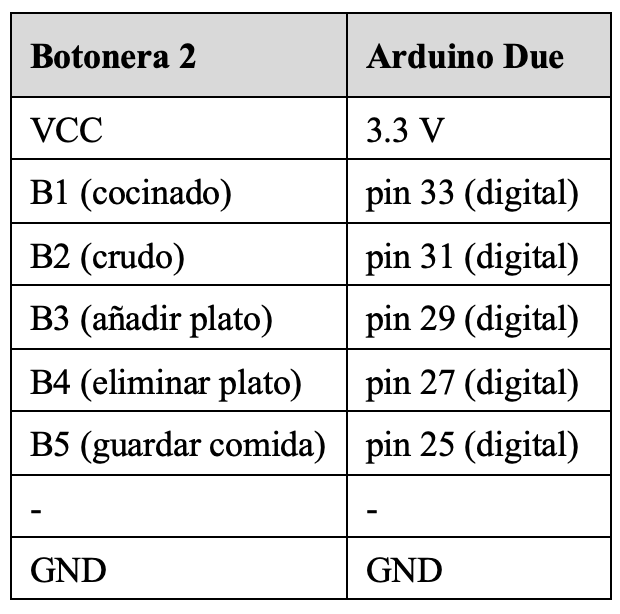 Botonera 2 Arduino Due
VCC 3.3 V
B1 (cocinado) pin 33 (digital)
B2 (crudo) pin 31 (digital)
B3 (añadir plato) pin 29 (digital)
B4 (eliminar plato) pin 27 (digital)
B5 (guardar comida) pin 25 (digital)
- -
GND GND